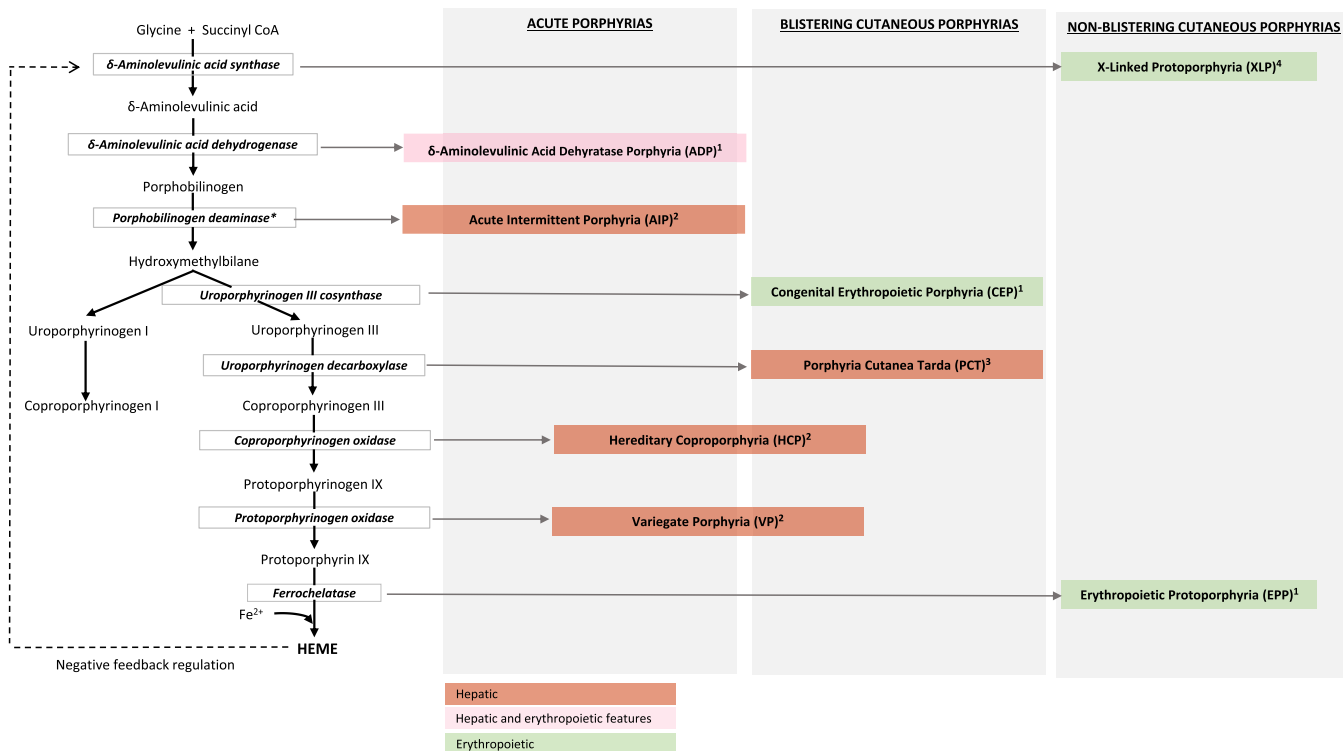 ACUTE PORPHYRIAS
BLISTERING CUTANEOUS PORPHYRIAS
NON-BLISTERING CUTANEOUS PORPHYRIAS
Glycine + Succinyl CoA
δ-Aminolevulinic acid synthase
X-Linked Protoporphyria (XLP)⁴
δ-Aminolevulinic acid
δ-Aminolevulinic acid dehydrogenase
δ-Aminolevulinic Acid Dehydratase Porphyria (ADP)¹
Porphobilinogen
Porphobilinogen deaminase*
Acute Intermittent Porphyria (AIP)²
Hydroxymethylbilane
Uroporphyrinogen III cosynthase
Congenital Erythropoietic Porphyria (CEP)¹
Uroporphyrinogen I
Uroporphyrinogen III
Uroporphyrinogen decarboxylase
Porphyria Cutanea Tarda (PCT)³
Coproporphyrinogen I
Coproporphyrinogen III
Coproporphyrinogen oxidase
Hereditary Coproporphyria (HCP)²
Protoporphyrinogen IX
Protoporphyrinogen oxidase
Variegate Porphyria (VP)²
Protoporphyrin IX
Ferrochelatase
Erythropoietic Protoporphyria (EPP)¹
Fe²⁺
HEME
Negative feedback regulation
Hepatic
Hepatic and erythropoietic features
Erythropoietic